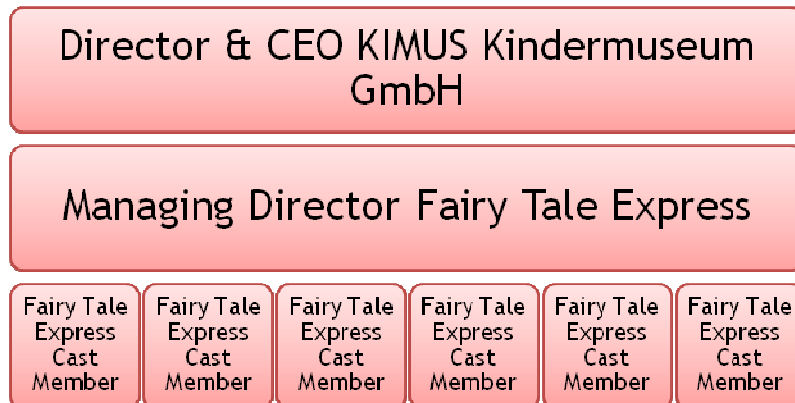 Director & CEO KIMUS Kindermuseum
GmbH
Managing Director Fairy Tale Express
Fairy Tale
Express
Cast
Member
Fairy Tale
Express
Cast
Member
Fairy Tale
Express
Cast
Member
Fairy Tale
Express
Cast
Member
Fairy Tale
Express
Cast
Member
Fairy Tale
Express
Cast
Member